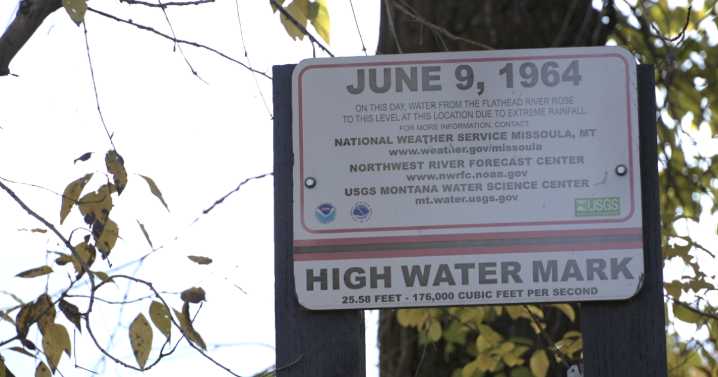 JUNE 9, 1964
ON THIS DAY, WATER FROM THE FLATHEAD RIVER ROSE
TO THIS LEVEL AT THIS LOCATION DUE TO EXTREME RAINFALL.
FOR MORE INFORMATION, CONTACT:
NATIONAL WEATHER SERVICE MISSOULA, MT
www.weather.gov/missoula
NORTHWEST RIVER FORECAST CENTER
www.nwrfc.noaa.gov
USGS MONTANA WATER SCIENCE CENTER
mt.water.usgs.gov
USGS
HIGH WATER MARK
25.58 FEET - 176,000 CUBIC FEET PER SECOND